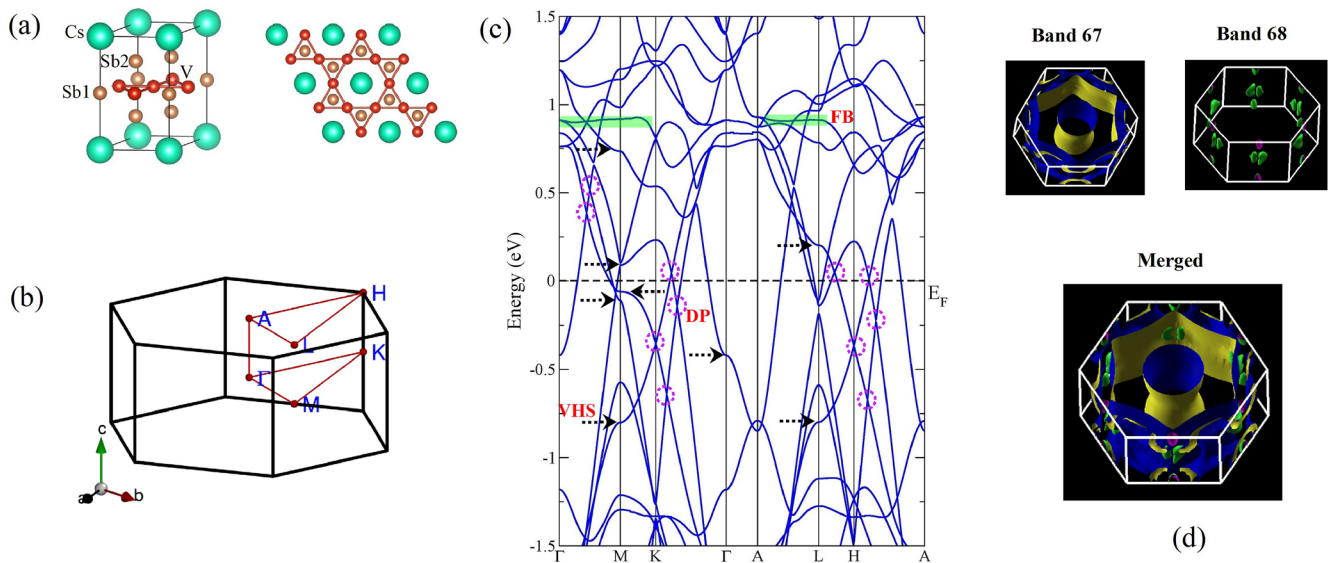 (a)
Cs
Sb2
V
Sb1
(b)
A
H
L
Γ
K
M
c
a
b
(c)
Energy (eV)
1.5
1
0.5
0
-0.5
-1
-1.5
FB
DP
VHS
E_F
Γ M K Γ A L H A
Band 67 Band 68
Merged
(d)